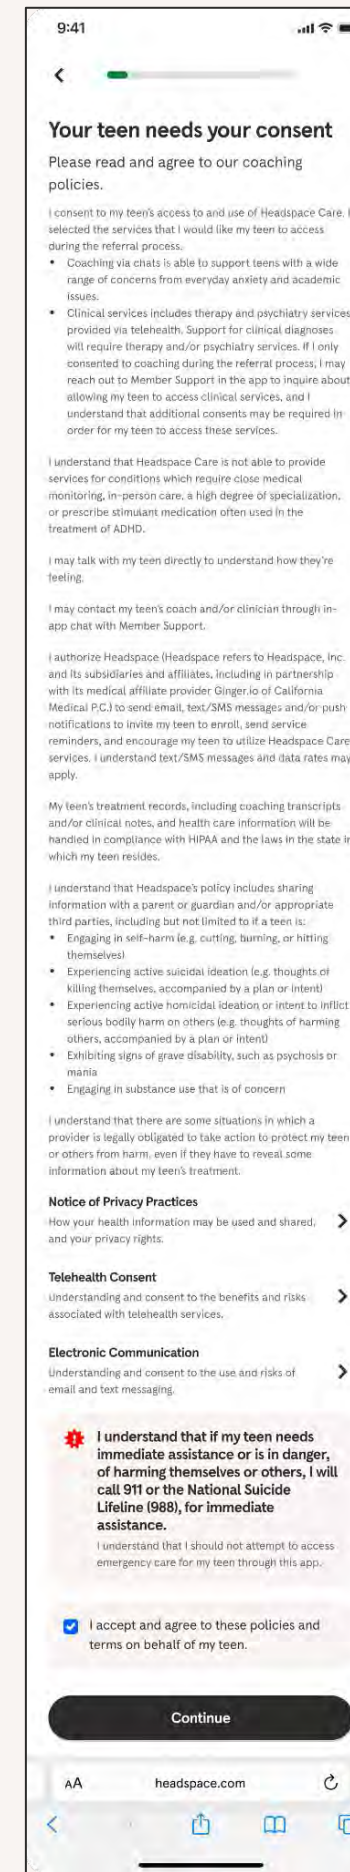 9:41
Your teen needs your consent
Please read and agree to our coaching
policies.
I consent to my teen's access to and use of Headspace Care. I
selected the services that I would like my teen to access
during the referral process.
• Coaching via chats is able to support teens with a wide
range of concerns from everyday anxiety and academic
issues.
• Clinical services includes therapy and psychiatry services
provided via telehealth. Support for clinical diagnoses
will require therapy and/or psychiatry services. If I only
consented to coaching during the referral process, I may
reach out to Member Support in the app to inquire about
allowing my teen to access clinical services, and I
understand that additional consents may be required in
order for my teen to access these services.
I understand that Headspace Care is not able to provide
services for conditions which require close medical
monitoring, in-person care, a high degree of specialization,
or prescribe stimulant medication often used in the
treatment of ADHD.
I may talk with my teen directly to understand how they're
feeling.
I may contact my teen's coach and/or clinician through in-
app chat with Member Support.
I authorize Headspace (Headspace refers to Headspace, Inc.
and its subsidiaries and affiliates, including in partnership
with its medical affiliate provider Ginger.io of California
Medical P.C.) to send email, text/SMS messages and/or push
notifications to invite my teen to enroll, send service
reminders, and encourage my teen to utilize Headspace Care
services. I understand text/SMS messages and data rates may
apply.
My teen's treatment records, including coaching transcripts
and/or clinical notes, and health care information will be
handled in compliance with HIPAA and the laws in the state in
which my teen resides.
I understand that Headspace's policy includes sharing
information with a parent or guardian and/or appropriate
third parties, including but not limited to if a teen is:
• Engaging in self-harm (e.g. cutting, burning, or hitting
themselves)
• Experiencing active suicidal ideation (e.g. thoughts of
killing themselves, accompanied by a plan or intent)
• Experiencing active homicidal ideation or intent to inflict
serious bodily harm on others (e.g. thoughts of harming
others, accompanied by a plan or intent)
• Exhibiting signs of grave disability, such as psychosis or
mania
• Engaging in substance use that is of concern
I understand that there are some situations in which a
provider is legally obligated to take action to protect my teen
or others from harm, even if they have to reveal some
information about my teen's treatment.
Notice of Privacy Practices
How your health information may be used and shared,
and your privacy rights.
Telehealth Consent
Understanding and consent to the benefits and risks
associated with telehealth services.
Electronic Communication
Understanding and consent to the use and risks of
email and text messaging.
I understand that if my teen needs
immediate assistance or is in danger,
of harming themselves or others, I will
call 911 or the National Suicide
Lifeline (988), for immediate
assistance.
I understand that I should not attempt to access
emergency care for my teen through this app.
I accept and agree to these policies and
terms on behalf of my teen.
Continue
AA headspace.com